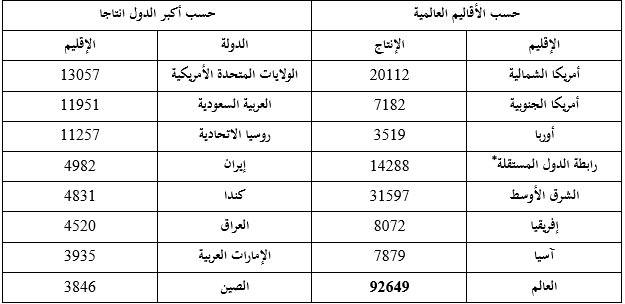 حسب الأقاليم العالمية حسب أكبر الدول انتاجا
الإقليم الإنتاج الدولة الإقليم
أمريكا الشمالية 20112 الولايات المتحدة الأمريكية 13057
أمريكا الجنوبية 7182 العربية السعودية 11951
أوربا 3519 روسيا الاتحادية 11257
رابطة الدول المستقلة* 14288 إيران 4982
الشرق الأوسط 31597 كندا 4831
إفريقيا 8072 العراق 4520
آسيا 7879 الإمارات العربية 3935
العالم 92649 الصين 3846